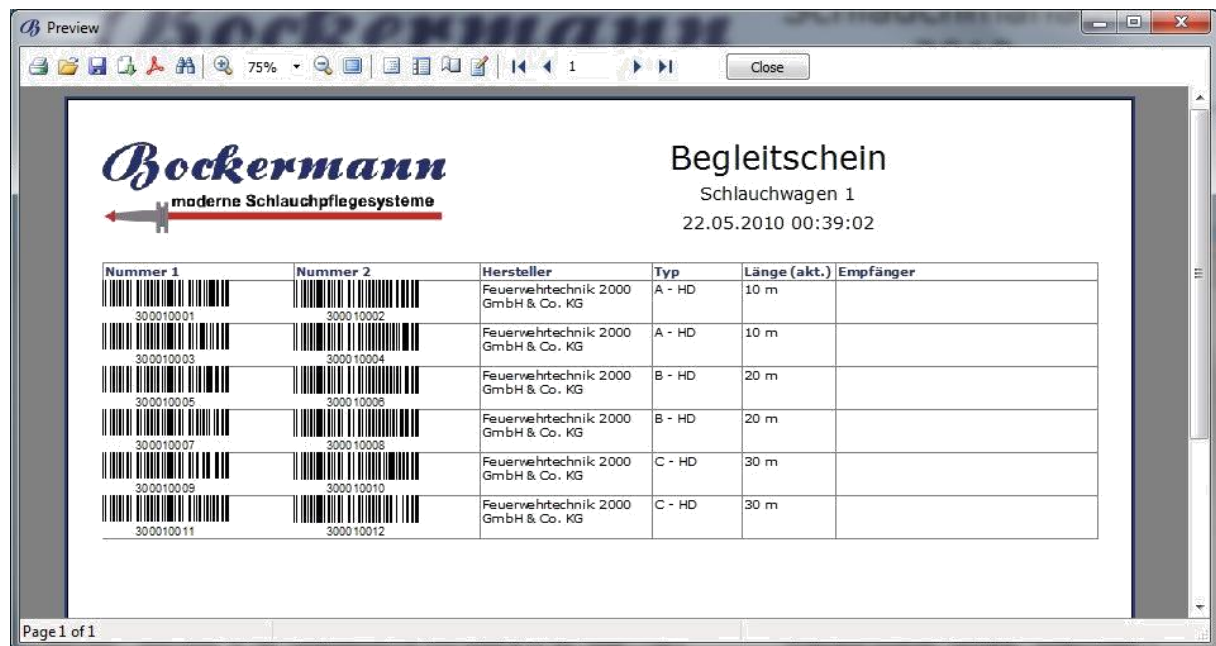 Preview
75%
1
Close
Bockermann
moderne Schlauchpflegesysteme
Begleitschein
Schlauchwagen 1
22.05.2010 00:39:02
Nummer 1 Nummer 2 Hersteller Typ Länge (akt.) Empfänger
300010001 300010002 Feuerwehrtechnik 2000 A - HD 10 m
GmbH & Co. KG
300010003 300010004 Feuerwehrtechnik 2000 A - HD 10 m
GmbH & Co. KG
300010005 300010006 Feuerwehrtechnik 2000 B - HD 20 m
GmbH & Co. KG
300010007 300010008 Feuerwehrtechnik 2000 B - HD 20 m
GmbH & Co. KG
300010009 300010010 Feuerwehrtechnik 2000 C - HD 30 m
GmbH & Co. KG
300010011 300010012 Feuerwehrtechnik 2000 C - HD 30 m
GmbH & Co. KG
Page 1 of 1